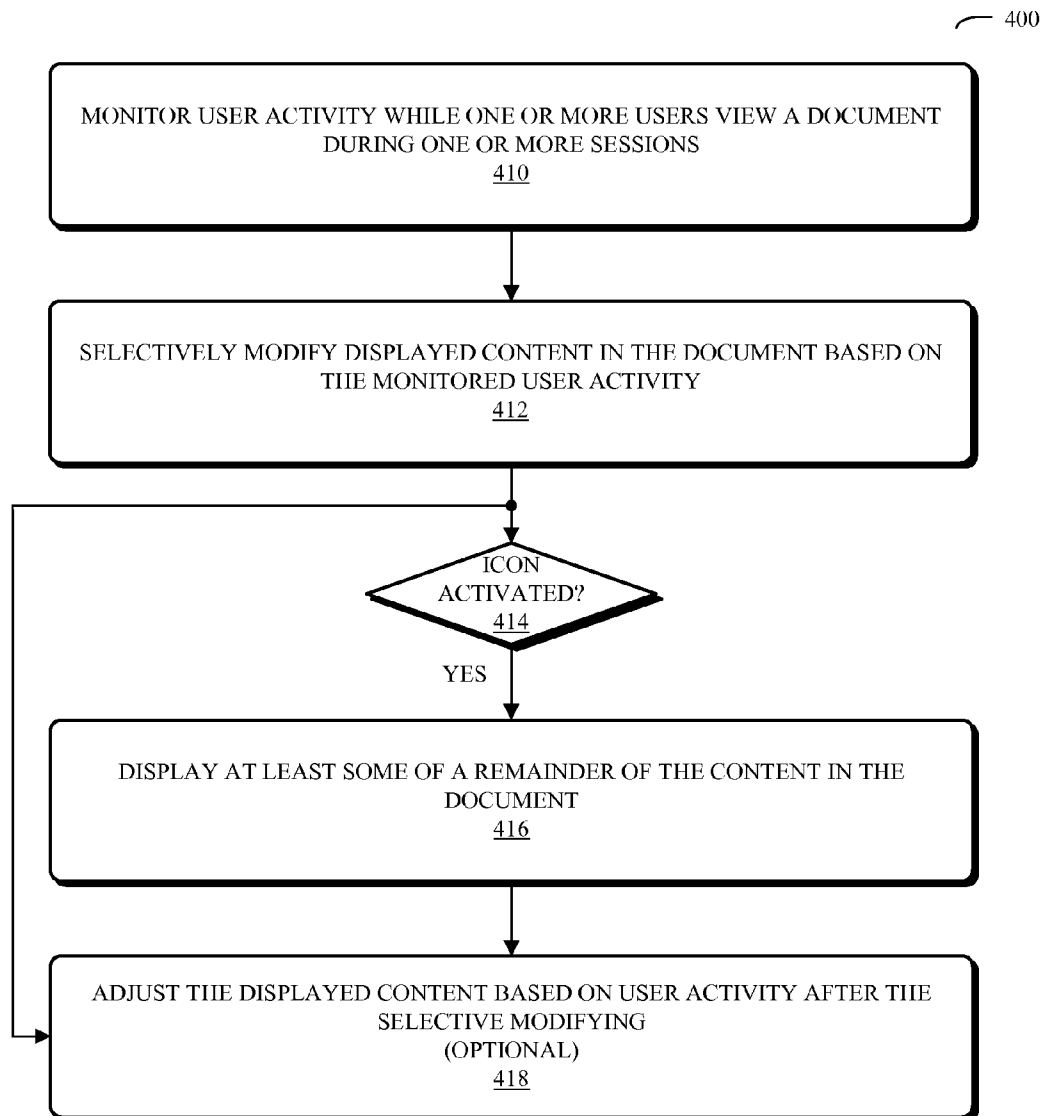 400
MONITOR USER ACTIVITY WHILE ONE OR MORE USERS VIEW A DOCUMENT
DURING ONE OR MORE SESSIONS
410
SELECTIVELY MODIFY DISPLAYED CONTENT IN THE DOCUMENT BASED ON
THE MONITORED USER ACTIVITY
412
ICON
ACTIVATED?
414
YES
DISPLAY AT LEAST SOME OF A REMAINDER OF THE CONTENT IN THE
DOCUMENT
416
ADJUST THE DISPLAYED CONTENT BASED ON USER ACTIVITY AFTER THE
SELECTIVE MODIFYING
(OPTIONAL)
418